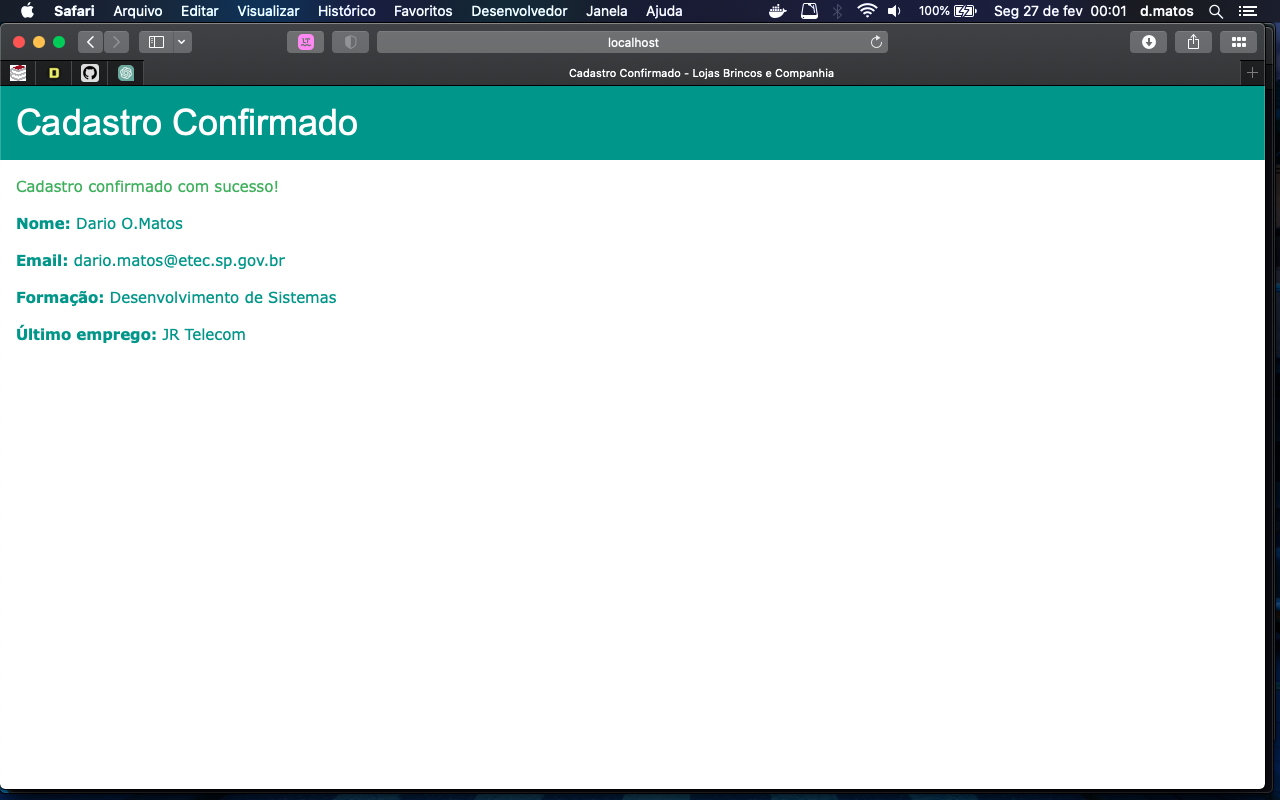 Safari Arquivo Editar Visualizar Histórico Favoritos Desenvolvedor Janela Ajuda 100% Seg 27 de fev 00:01 d.matos
LT localhost
D Cadastro Confirmado - Lojas Brincos e Companhia
Cadastro Confirmado
Cadastro confirmado com sucesso!
Nome: Dario O.Matos
Email: dario.matos@etec.sp.gov.br
Formação: Desenvolvimento de Sistemas
Último emprego: JR Telecom